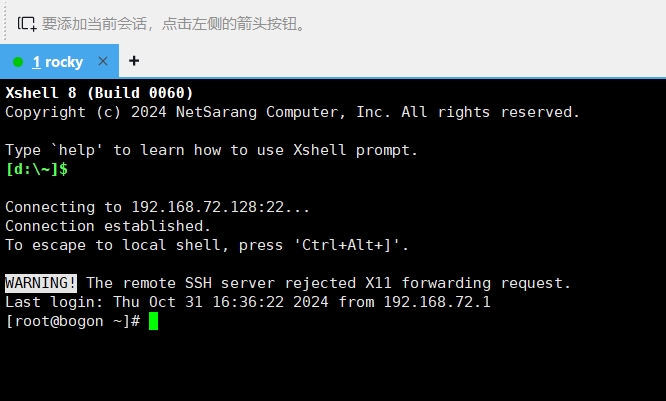 要添加当前会话，点击左侧的箭头按钮。
1 rocky × +
Xshell 8 (Build 0060)
Copyright (c) 2024 NetSarang Computer, Inc. All rights reserved.
Type `help' to learn how to use Xshell prompt.
[d:\~]$
Connecting to 192.168.72.128:22...
Connection established.
To escape to local shell, press 'Ctrl+Alt+]'.
WARNING! The remote SSH server rejected X11 forwarding request.
Last login: Thu Oct 31 16:36:22 2024 from 192.168.72.1
[root@bogon ~]#